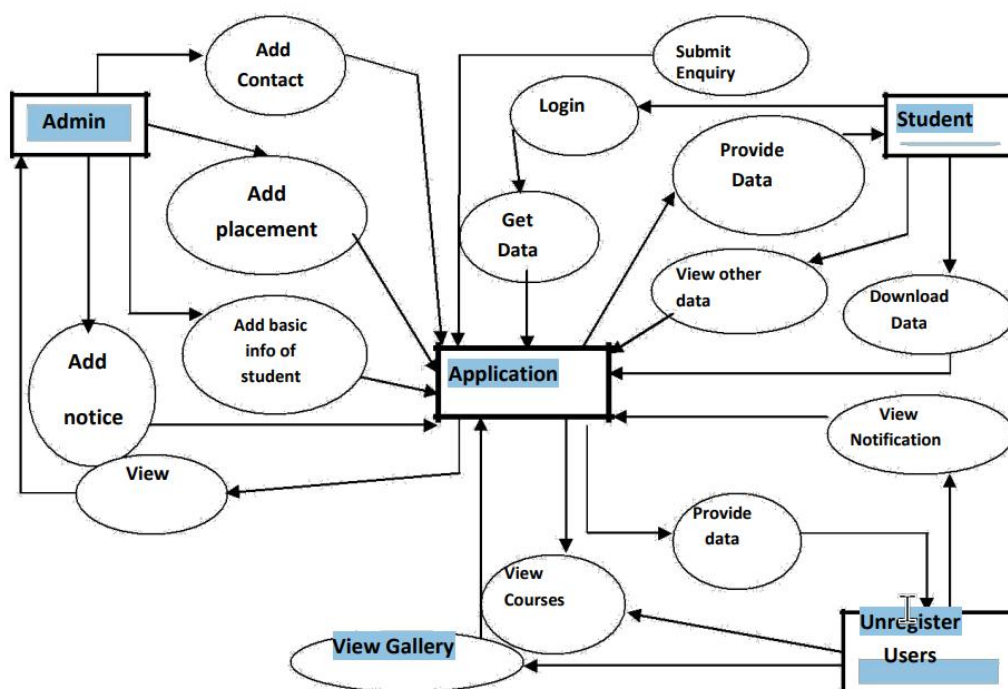 Add
Contact
Submit
Enquiry
Admin
Login
Student
Provide
Data
Add
placement
Get
Data
View other
data
Download
Data
Add basic
info of
student
Add
notice
Application
View
Notification
View
Provide
data
View
Courses
Unregister
Users
View Gallery